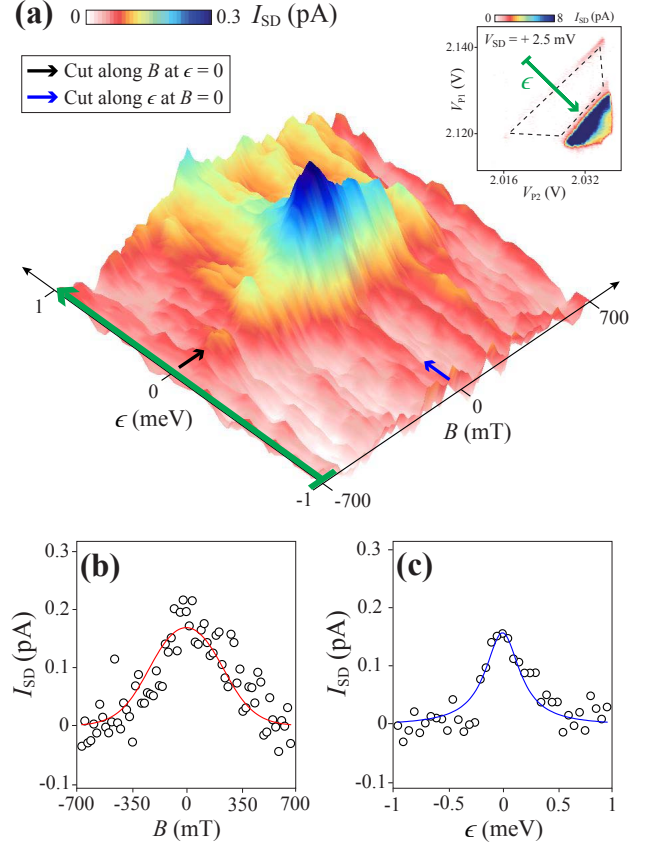 (a)
0 0.3 I_SD (pA)
Cut along B at ϵ = 0
Cut along ϵ at B = 0
0 8 I_SD (pA)
V_SD = + 2.5 mV
2.140
V_P1 (V)
2.120
ϵ
2.016 2.032
V_P2 (V)
1
0
-1
ϵ (meV)
700
0
-700
B (mT)
(b)
0.3
0.2
0.1
0
-0.1
I_SD (pA)
-700 -350 0 350 700
B (mT)
(c)
0.3
0.2
0.1
0
-0.1
I_SD (pA)
-1 -0.5 0 0.5 1
ϵ (meV)